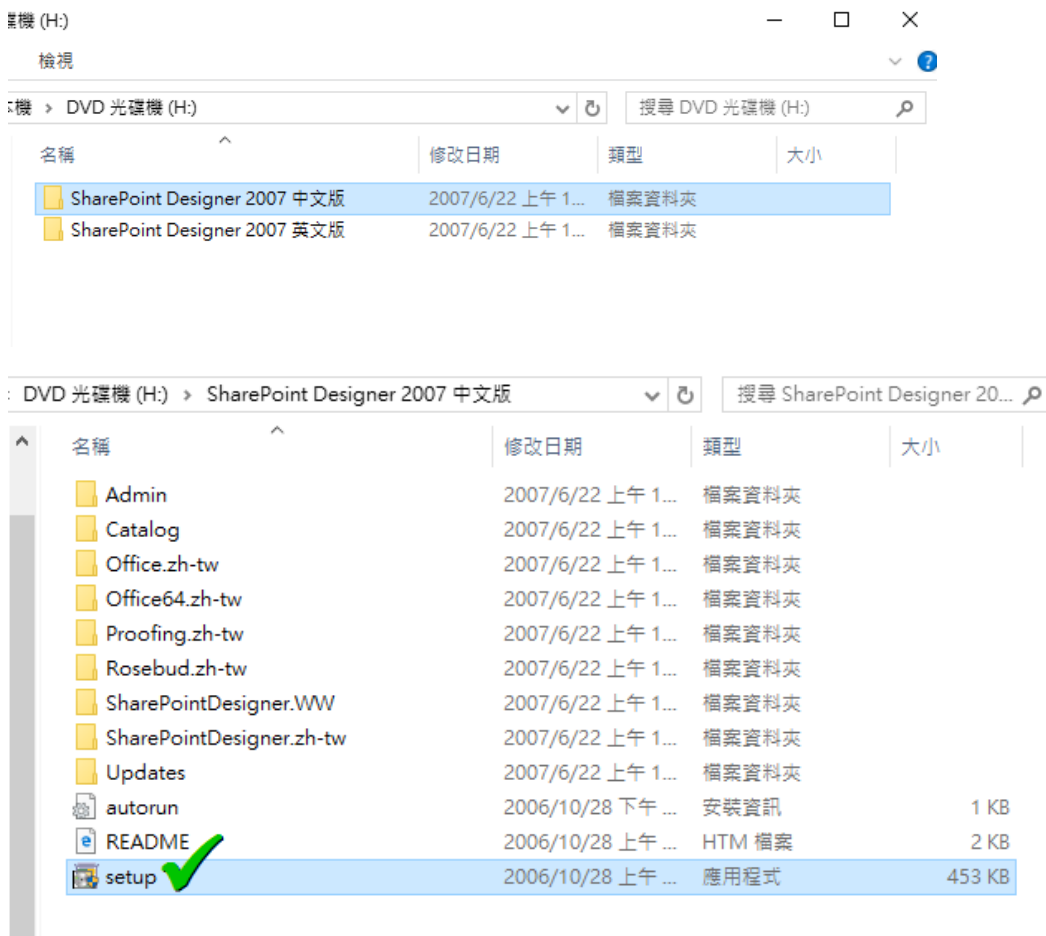 碟機 (H:)
檢視
本機 > DVD 光碟機 (H:) 搜尋 DVD 光碟機 (H:)
名稱 修改日期 類型 大小
SharePoint Designer 2007 中文版 2007/6/22 上午 1... 檔案資料夾
SharePoint Designer 2007 英文版 2007/6/22 上午 1... 檔案資料夾
DVD 光碟機 (H:) > SharePoint Designer 2007 中文版 搜尋 SharePoint Designer 20...
名稱 修改日期 類型 大小
Admin 2007/6/22 上午 1... 檔案資料夾
Catalog 2007/6/22 上午 1... 檔案資料夾
Office.zh-tw 2007/6/22 上午 1... 檔案資料夾
Office64.zh-tw 2007/6/22 上午 1... 檔案資料夾
Proofing.zh-tw 2007/6/22 上午 1... 檔案資料夾
Rosebud.zh-tw 2007/6/22 上午 1... 檔案資料夾
SharePointDesigner.WW 2007/6/22 上午 1... 檔案資料夾
SharePointDesigner.zh-tw 2007/6/22 上午 1... 檔案資料夾
Updates 2007/6/22 上午 1... 檔案資料夾
autorun 2006/10/28 下午 ... 安裝資訊 1 KB
README 2006/10/28 上午 ... HTM 檔案 2 KB
setup 2006/10/28 上午 ... 應用程式 453 KB